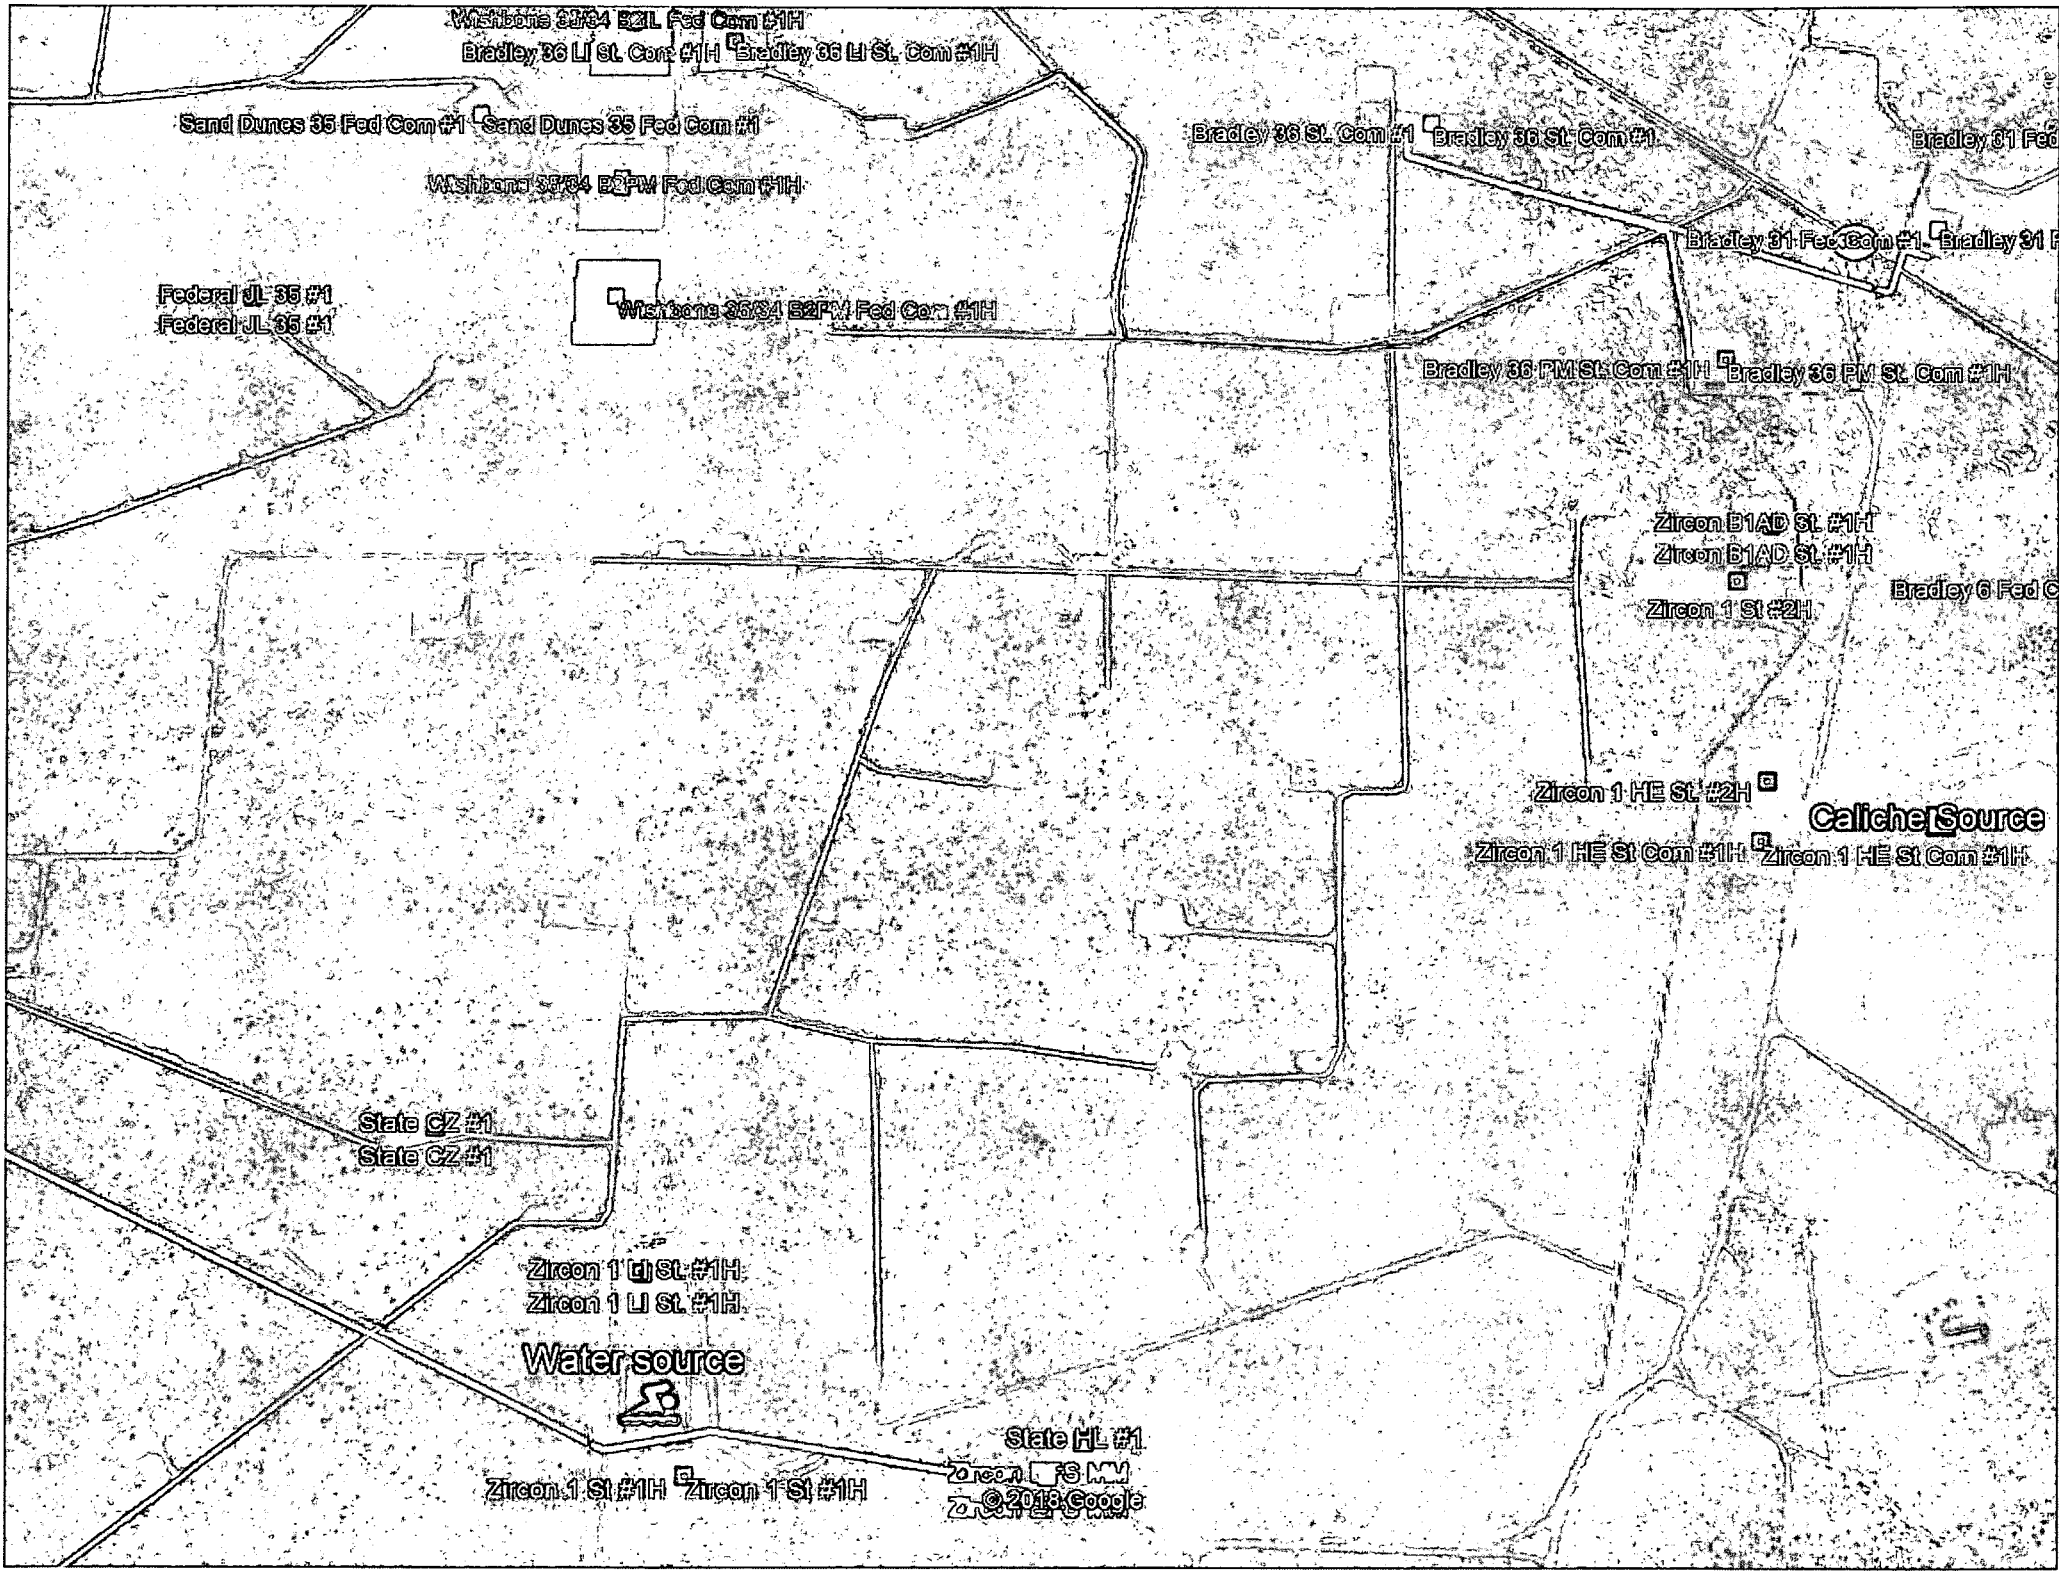 Wishbone 35/34 B2IL Fed Com #1H
Bradley 36 LI St. Com #1H Bradley 36 LI St. Com #1H
Sand Dunes 35 Fed Com #1 Sand Dunes 35 Fed Com #1
Bradley 36 St. Com #1 Bradley 36 St. Com #1
Bradley 31 Fed
Wishbone 35/34 B2PM Fed Com #1H
Bradley 31 Fed Com #1 Bradley 31 F
Federal JL 35 #1
Federal JL 35 #1
Wishbone 35/34 B2PM Fed Com #1H
Bradley 36 PM St. Com #1H Bradley 36 PM St. Com #1H
Zircon B1AD St. #1H
Zircon B1AD St. #1H
Bradley 6 Fed C
Zircon 1 St #2H
Zircon 1 HE St. #2H
Caliche Source
Zircon 1 HE St Com #1H Zircon 1 HE St Com #1H
State CZ #1
State CZ #1
Zircon 1 LI St. #1H
Zircon 1 LI St. #1H
Water source
State HL #1
Zircon
Zircon 1 St #1H Zircon 1 St #1H
© 2018 Google